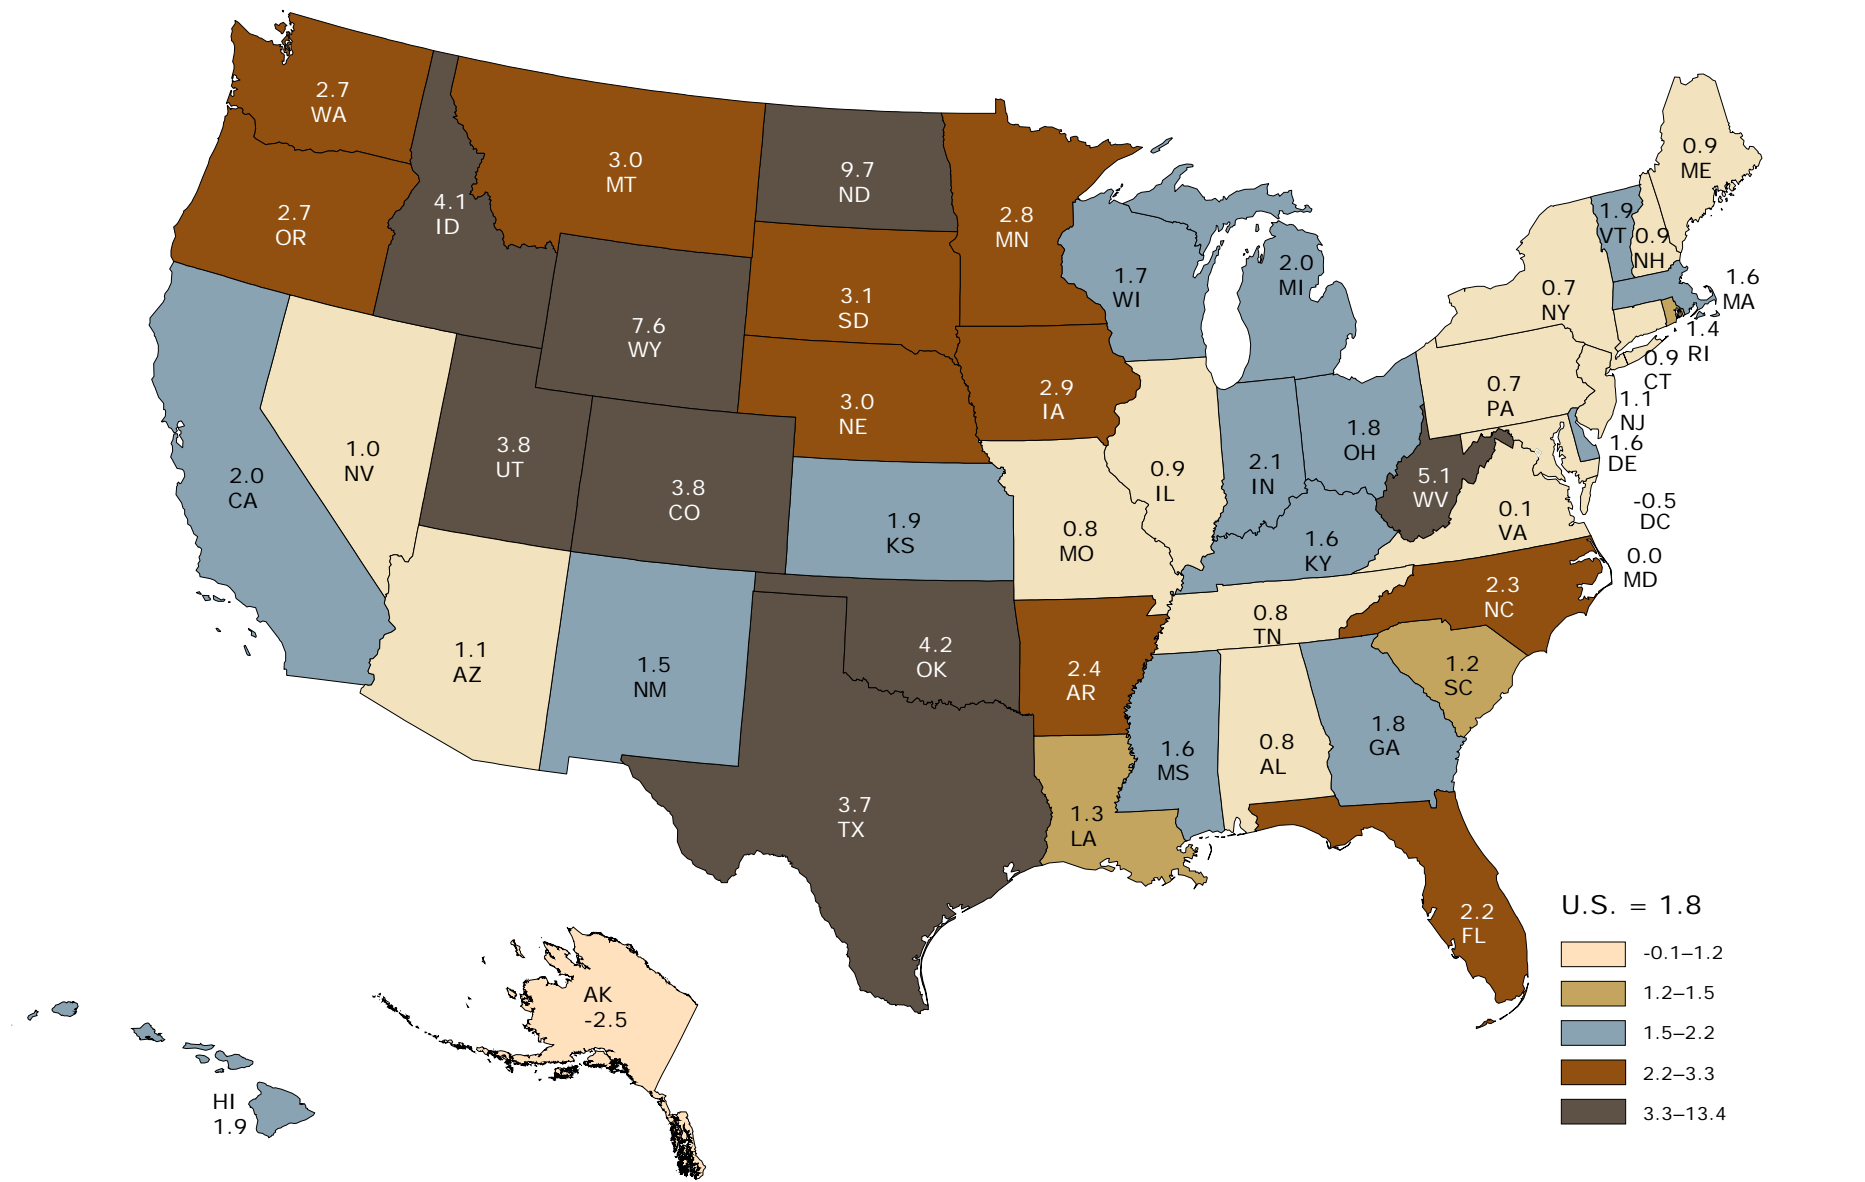 2.7
WA
3.0
MT
9.7
ND
2.8
MN
0.9
ME
2.7
OR
4.1
ID
1.9
VT
0.9
NH
1.7
WI
2.0
MI
0.7
NY
1.6
MA
3.1
SD
7.6
WY
1.4
RI
0.9
CT
3.0
NE
2.9
IA
0.7
PA
1.1
NJ
1.0
NV
3.8
UT
1.8
OH
1.6
DE
2.0
CA
3.8
CO
0.9
IL
2.1
IN
5.1
WV
-0.5
DC
1.9
KS
0.8
MO
1.6
KY
0.1
VA
0.0
MD
2.3
NC
0.8
TN
1.1
AZ
1.5
NM
4.2
OK
2.4
AR
1.2
SC
1.6
MS
0.8
AL
1.8
GA
3.7
TX
1.3
LA
2.2
FL
AK
-2.5
HI
1.9
U.S. = 1.8
-0.1–1.2
1.2–1.5
1.5–2.2
2.2–3.3
3.3–13.4